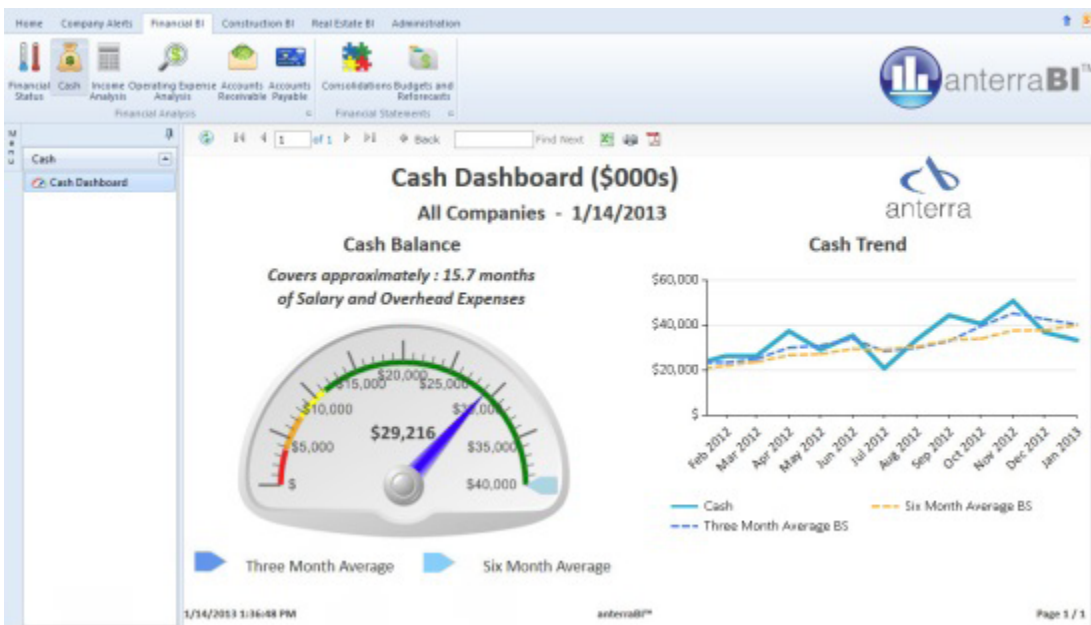 Home Company Alerts Financial BI Construction BI Real Estate BI Administration
Financial Status Cash Income Analysis Operating Expense Analysis Accounts Receivable Accounts Payable Consolidations Budgets and Reforecasts
Financial Analysis Financial Statements
anterraBI™
Menu
Cash
Cash Dashboard
1 of 1 Back Find Next
Cash Dashboard ($000s)
All Companies - 1/14/2013
anterra
Cash Balance
Covers approximately : 15.7 months
of Salary and Overhead Expenses
$
$5,000
$10,000
$15,000
$20,000
$25,000
$30,000
$35,000
$40,000
$29,216
Three Month Average Six Month Average
Cash Trend
$60,000
$40,000
$20,000
$
Feb 2012 Mar 2012 Apr 2012 May 2012 Jun 2012 Jul 2012 Aug 2012 Sep 2012 Oct 2012 Nov 2012 Dec 2012 Jan 2013
Cash Six Month Average BS
Three Month Average BS
1/14/2013 1:36:48 PM anterraBI™ Page 1 / 1